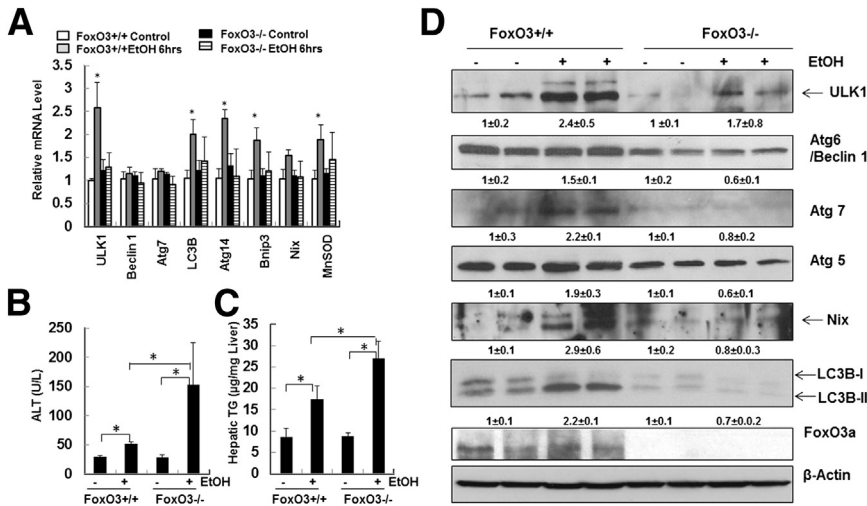 A
FoxO3+/+ Control
FoxO3-/- Control
FoxO3+/+EtOH 6hrs
FoxO3-/- EtOH 6hrs
Relative mRNA Level
3.5
3
2.5
2
1.5
1
0.5
0
* * * * *
ULK1 Beclin 1 Atg7 LC3B Atg14 Bnip3 Nix MnSOD
B
ALT (U/L)
250
200
150
100
50
0
* * *
- + - + EtOH
FoxO3+/+ FoxO3-/-
C
Hepatic TG (µg/mg Liver)
35
30
25
20
15
10
5
0
* * *
- + - + EtOH
FoxO3+/+ FoxO3-/-
D
FoxO3+/+ FoxO3-/-
- - + + - - + + EtOH
ULK1
1±0.2 2.4±0.5 1 ±0.1 1.7±0.8
Atg6
/Beclin 1
1±0.2 1.5±0.1 1±0.2 0.6±0.1
Atg 7
1±0.3 2.2±0.1 1±0.1 0.8±0.2
Atg 5
1±0.1 1.9±0.3 1±0.1 0.6±0.1
Nix
1±0.1 2.9±0.6 1±0.2 0.8±0.0.3
LC3B-I
LC3B-II
1±0.1 2.2±0.1 1±0.1 0.7±0.0.2
FoxO3a
β-Actin